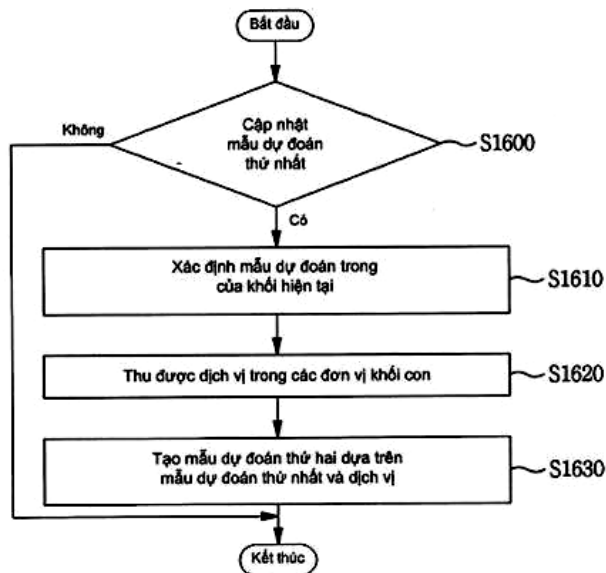 Bắt đầu
Không
Cập nhật
mẫu dự đoán
thứ nhất
S1600
Có
Xác định mẫu dự đoán trong
của khối hiện tại
S1610
Thu được dịch vị trong các đơn vị khối con
S1620
Tạo mẫu dự đoán thứ hai dựa trên
mẫu dự đoán thứ nhất và dịch vị
S1630
Kết thúc